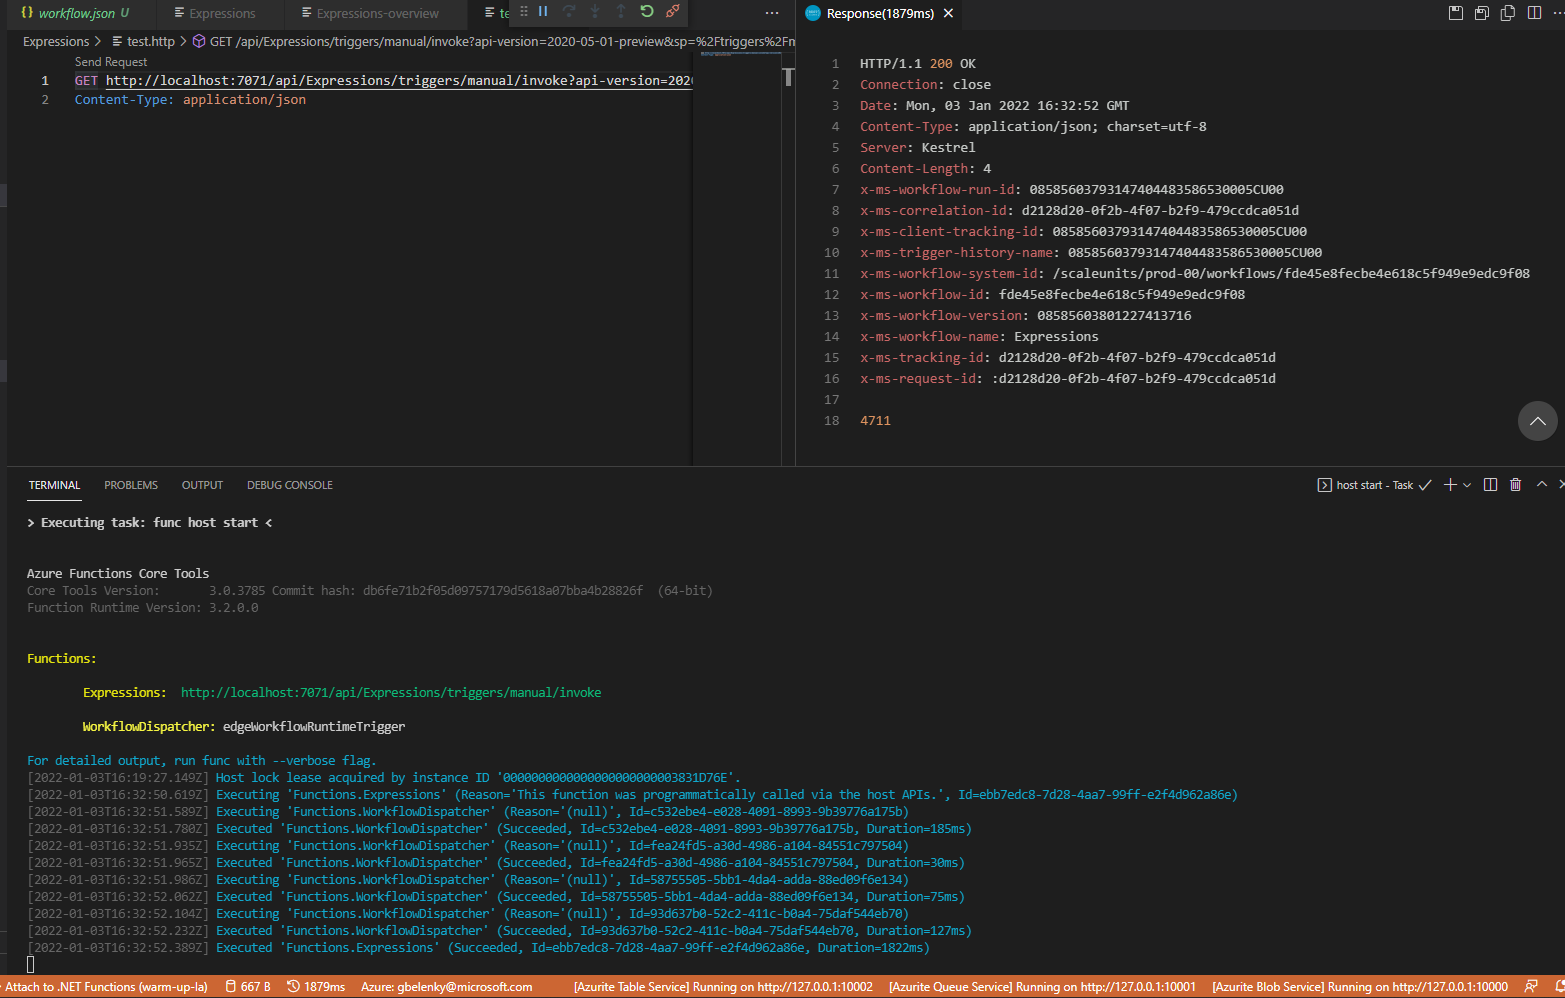 {} workflow.json U
Expressions
Expressions-overview
te
Response(1879ms)
Expressions > test.http > GET /api/Expressions/triggers/manual/invoke?api-version=2020-05-01-preview&sp=%2Ftriggers%2Fm
Send Request
1 GET http://localhost:7071/api/Expressions/triggers/manual/invoke?api-version=202
2 Content-Type: application/json
1 HTTP/1.1 200 OK
2 Connection: close
3 Date: Mon, 03 Jan 2022 16:32:52 GMT
4 Content-Type: application/json; charset=utf-8
5 Server: Kestrel
6 Content-Length: 4
7 x-ms-workflow-run-id: 08585603793147404483586530005CU00
8 x-ms-correlation-id: d2128d20-0f2b-4f07-b2f9-479ccdca051d
9 x-ms-client-tracking-id: 08585603793147404483586530005CU00
10 x-ms-trigger-history-name: 08585603793147404483586530005CU00
11 x-ms-workflow-system-id: /scaleunits/prod-00/workflows/fde45e8fecbe4e618c5f949e9edc9f08
12 x-ms-workflow-id: fde45e8fecbe4e618c5f949e9edc9f08
13 x-ms-workflow-version: 08585603801227413716
14 x-ms-workflow-name: Expressions
15 x-ms-tracking-id: d2128d20-0f2b-4f07-b2f9-479ccdca051d
16 x-ms-request-id: :d2128d20-0f2b-4f07-b2f9-479ccdca051d
17
18 4711
TERMINAL PROBLEMS OUTPUT DEBUG CONSOLE
host start - Task
> Executing task: func host start <
Azure Functions Core Tools
Core Tools Version: 3.0.3785 Commit hash: db6fe71b2f05d09757179d5618a07bba4b28826f (64-bit)
Function Runtime Version: 3.2.0.0
Functions:
Expressions: http://localhost:7071/api/Expressions/triggers/manual/invoke
WorkflowDispatcher: edgeWorkflowRuntimeTrigger
For detailed output, run func with --verbose flag.
[2022-01-03T16:19:27.149Z] Host lock lease acquired by instance ID '0000000000000000000000003831D76E'.
[2022-01-03T16:32:50.619Z] Executing 'Functions.Expressions' (Reason='This function was programmatically called via the host APIs.', Id=ebb7edc8-7d28-4aa7-99ff-e2f4d962a86e)
[2022-01-03T16:32:51.589Z] Executing 'Functions.WorkflowDispatcher' (Reason='(null)', Id=c532ebe4-e028-4091-8993-9b39776a175b)
[2022-01-03T16:32:51.780Z] Executed 'Functions.WorkflowDispatcher' (Succeeded, Id=c532ebe4-e028-4091-8993-9b39776a175b, Duration=185ms)
[2022-01-03T16:32:51.935Z] Executing 'Functions.WorkflowDispatcher' (Reason='(null)', Id=fea24fd5-a30d-4986-a104-84551c797504)
[2022-01-03T16:32:51.965Z] Executed 'Functions.WorkflowDispatcher' (Succeeded, Id=fea24fd5-a30d-4986-a104-84551c797504, Duration=30ms)
[2022-01-03T16:32:51.986Z] Executing 'Functions.WorkflowDispatcher' (Reason='(null)', Id=58755505-5bb1-4da4-adda-88ed09f6e134)
[2022-01-03T16:32:52.062Z] Executed 'Functions.WorkflowDispatcher' (Succeeded, Id=58755505-5bb1-4da4-adda-88ed09f6e134, Duration=75ms)
[2022-01-03T16:32:52.104Z] Executing 'Functions.WorkflowDispatcher' (Reason='(null)', Id=93d637b0-52c2-411c-b0a4-75daf544eb70)
[2022-01-03T16:32:52.232Z] Executed 'Functions.WorkflowDispatcher' (Succeeded, Id=93d637b0-52c2-411c-b0a4-75daf544eb70, Duration=127ms)
[2022-01-03T16:32:52.389Z] Executed 'Functions.Expressions' (Succeeded, Id=ebb7edc8-7d28-4aa7-99ff-e2f4d962a86e, Duration=1822ms)
Attach to .NET Functions (warm-up-la) 667 B 1879ms Azure: gbelenky@microsoft.com [Azurite Table Service] Running on http://127.0.0.1:10002 [Azurite Queue Service] Running on http://127.0.0.1:10001 [Azurite Blob Service] Running on http://127.0.0.1:10000